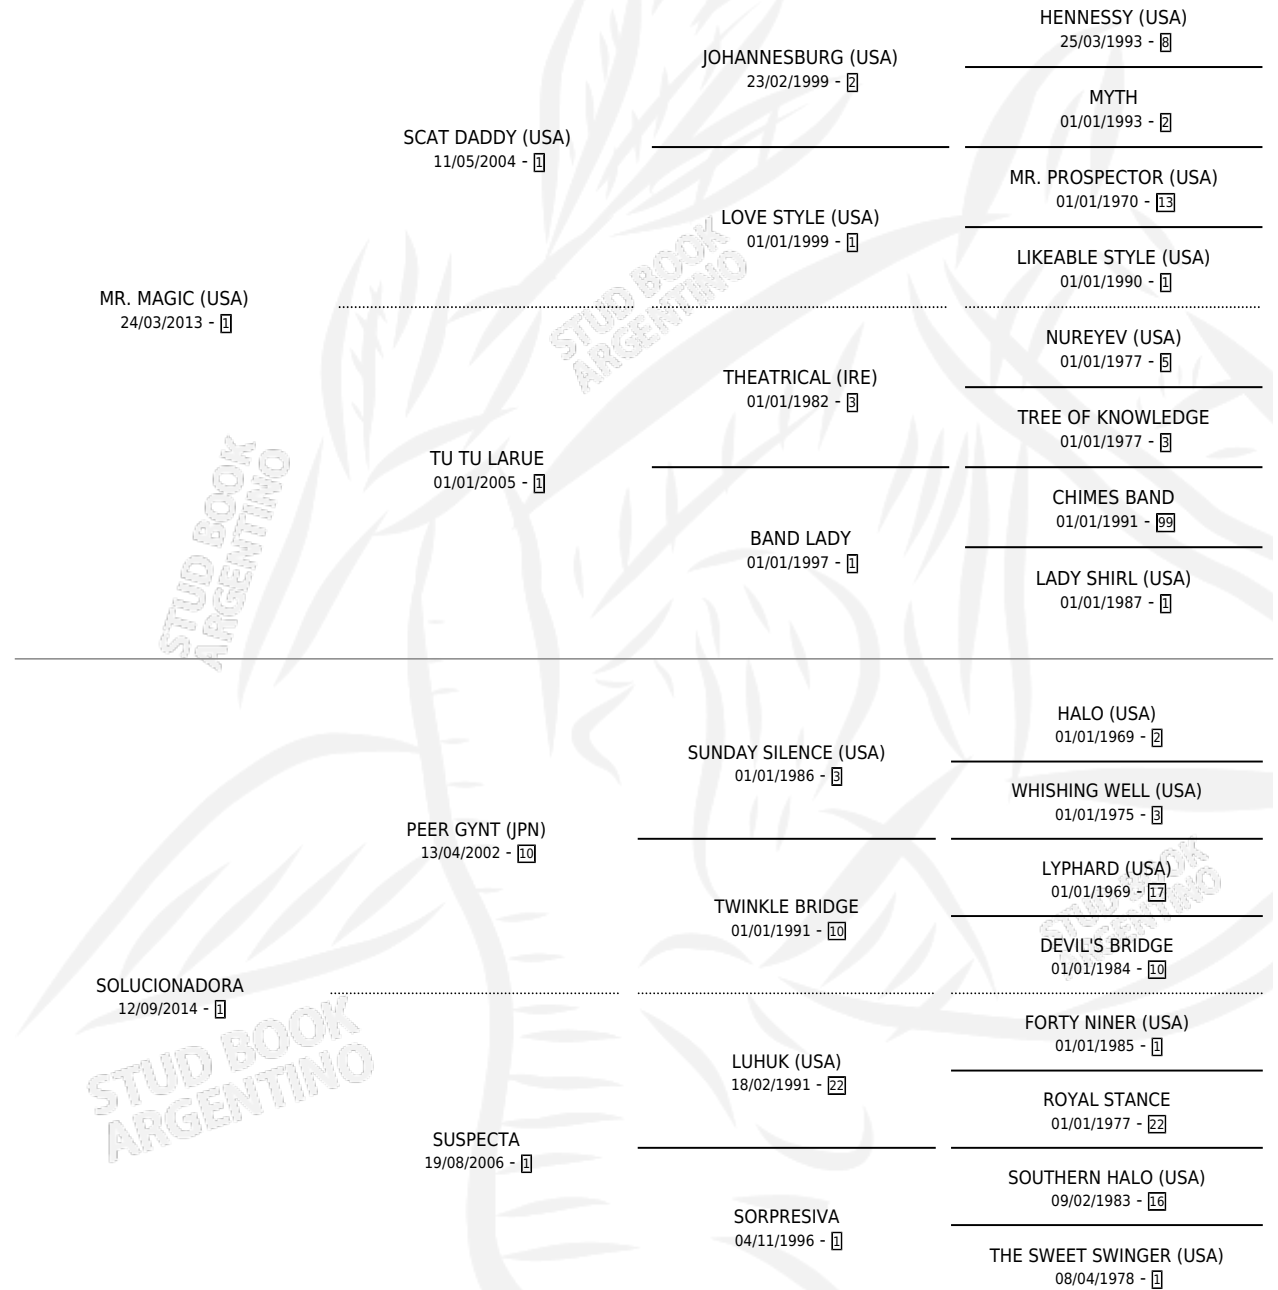 HENNESSY (USA)
25/03/1993 - 8
JOHANNESBURG (USA)
23/02/1999 - 2
MYTH
01/01/1993 - 2
SCAT DADDY (USA)
11/05/2004 - 1
MR. PROSPECTOR (USA)
01/01/1970 - 13
LOVE STYLE (USA)
01/01/1999 - 1
LIKEABLE STYLE (USA)
01/01/1990 - 1
MR. MAGIC (USA)
24/03/2013 - 1
STUD BOOK
ARGENTINO
NUREYEV (USA)
01/01/1977 - 5
THEATRICAL (IRE)
01/01/1982 - 3
TREE OF KNOWLEDGE
01/01/1977 - 3
TU TU LARUE
01/01/2005 - 1
CHIMES BAND
01/01/1991 - 99
BAND LADY
01/01/1997 - 1
LADY SHIRL (USA)
01/01/1987 - 1
STUD BOOK
ARGENTINO
HALO (USA)
01/01/1969 - 2
SUNDAY SILENCE (USA)
01/01/1986 - 3
WHISHING WELL (USA)
01/01/1975 - 3
PEER GYNT (JPN)
13/04/2002 - 10
LYPHARD (USA)
01/01/1969 - 17
TWINKLE BRIDGE
01/01/1991 - 10
STUD BOOK
ARGENTINO
DEVIL'S BRIDGE
01/01/1984 - 10
SOLUCIONADORA
12/09/2014 - 1
STUD BOOK
ARGENTINO
FORTY NINER (USA)
01/01/1985 - 1
LUHUK (USA)
18/02/1991 - 22
ROYAL STANCE
01/01/1977 - 22
SUSPECTA
19/08/2006 - 1
SOUTHERN HALO (USA)
09/02/1983 - 16
SORPRESIVA
04/11/1996 - 1
THE SWEET SWINGER (USA)
08/04/1978 - 1